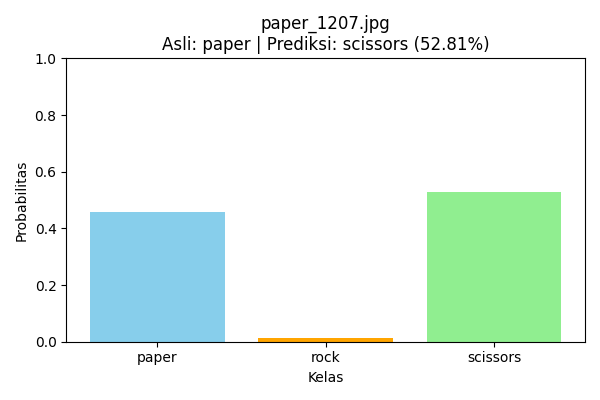 paper_1207.jpg
Asli: paper | Prediksi: scissors (52.81%)
1.0
0.8
0.6
0.4
0.2
0.0
Probabilitas
paper rock scissors
Kelas